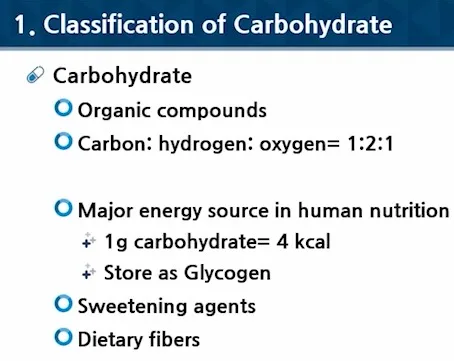 1. Classification of Carbohydrate
Carbohydrate
Organic compounds
Carbon: hydrogen: oxygen= 1:2:1
Major energy source in human nutrition
1g carbohydrate= 4 kcal
Store as Glycogen
Sweetening agents
Dietary fibers